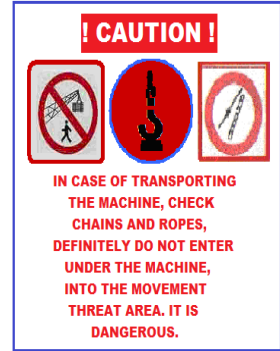 ! CAUTION !
IN CASE OF TRANSPORTING
THE MACHINE, CHECK
CHAINS AND ROPES,
DEFINITELY DO NOT ENTER
UNDER THE MACHINE,
INTO THE MOVEMENT
THREAT AREA. IT IS
DANGEROUS.